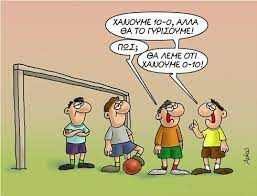 ΧΑΝΟΥΜΕ 10-0, ΑΛΛΑ
ΘΑ ΤΟ ΓΥΡΙΣΟΥΜΕ!
ΠΩΣ;
ΘΑ ΛΕΜΕ ΟΤΙ
ΧΑΝΟΥΜΕ 0-10!
Αρκάς